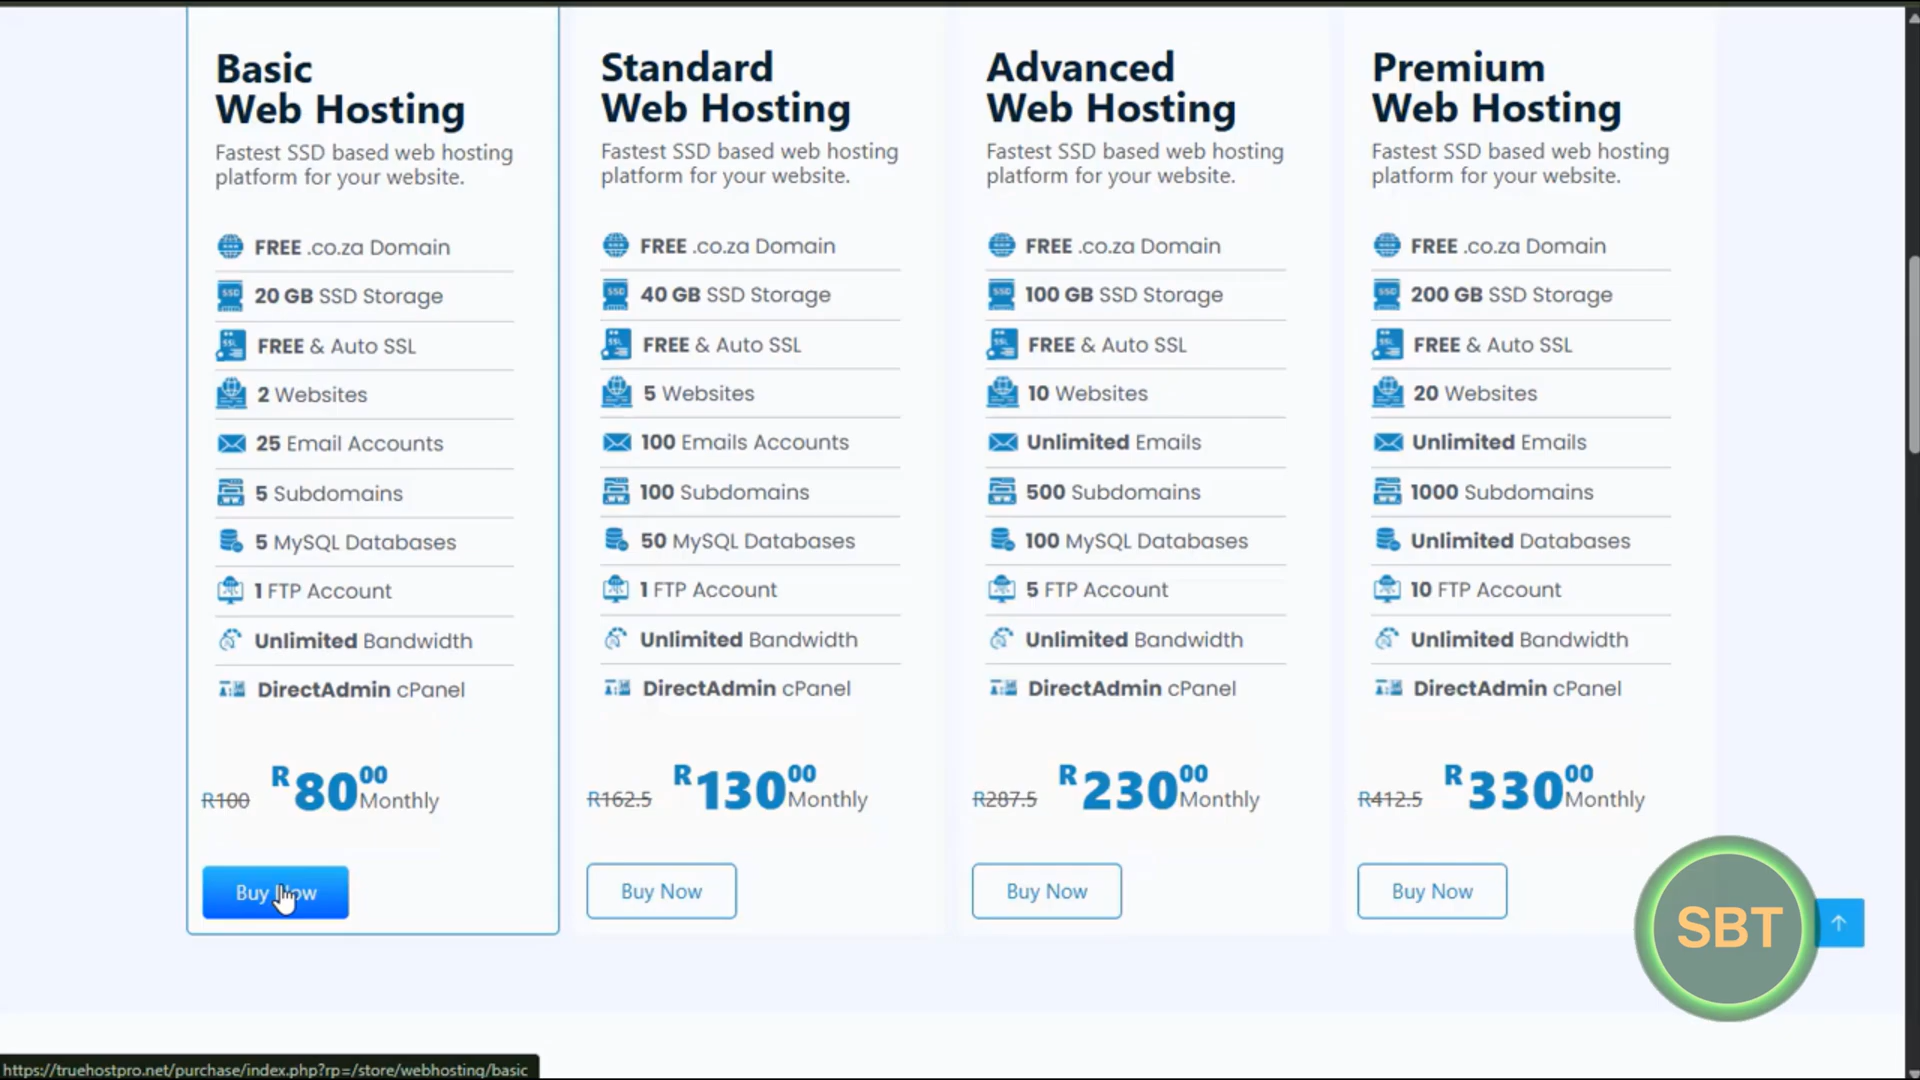 Basic
Web Hosting
Fastest SSD based web hosting
platform for your website.
FREE .co.za Domain
20 GB SSD Storage
FREE & Auto SSL
2 Websites
25 Email Accounts
5 Subdomains
5 MySQL Databases
1 FTP Account
Unlimited Bandwidth
DirectAdmin cPanel
R100 R 80 00 Monthly
Buy Now
Standard
Web Hosting
Fastest SSD based web hosting
platform for your website.
FREE .co.za Domain
40 GB SSD Storage
FREE & Auto SSL
5 Websites
100 Emails Accounts
100 Subdomains
50 MySQL Databases
1 FTP Account
Unlimited Bandwidth
DirectAdmin cPanel
R162.5 R 130 00 Monthly
Buy Now
Advanced
Web Hosting
Fastest SSD based web hosting
platform for your website.
FREE .co.za Domain
100 GB SSD Storage
FREE & Auto SSL
10 Websites
Unlimited Emails
500 Subdomains
100 MySQL Databases
5 FTP Account
Unlimited Bandwidth
DirectAdmin cPanel
R287.5 R 230 00 Monthly
Buy Now
Premium
Web Hosting
Fastest SSD based web hosting
platform for your website.
FREE .co.za Domain
200 GB SSD Storage
FREE & Auto SSL
20 Websites
Unlimited Emails
1000 Subdomains
Unlimited Databases
10 FTP Account
Unlimited Bandwidth
DirectAdmin cPanel
R412.5 R 330 00 Monthly
Buy Now
SBT
https://truehostpro.net/purchase/index.php?rp=/store/webhosting/basic